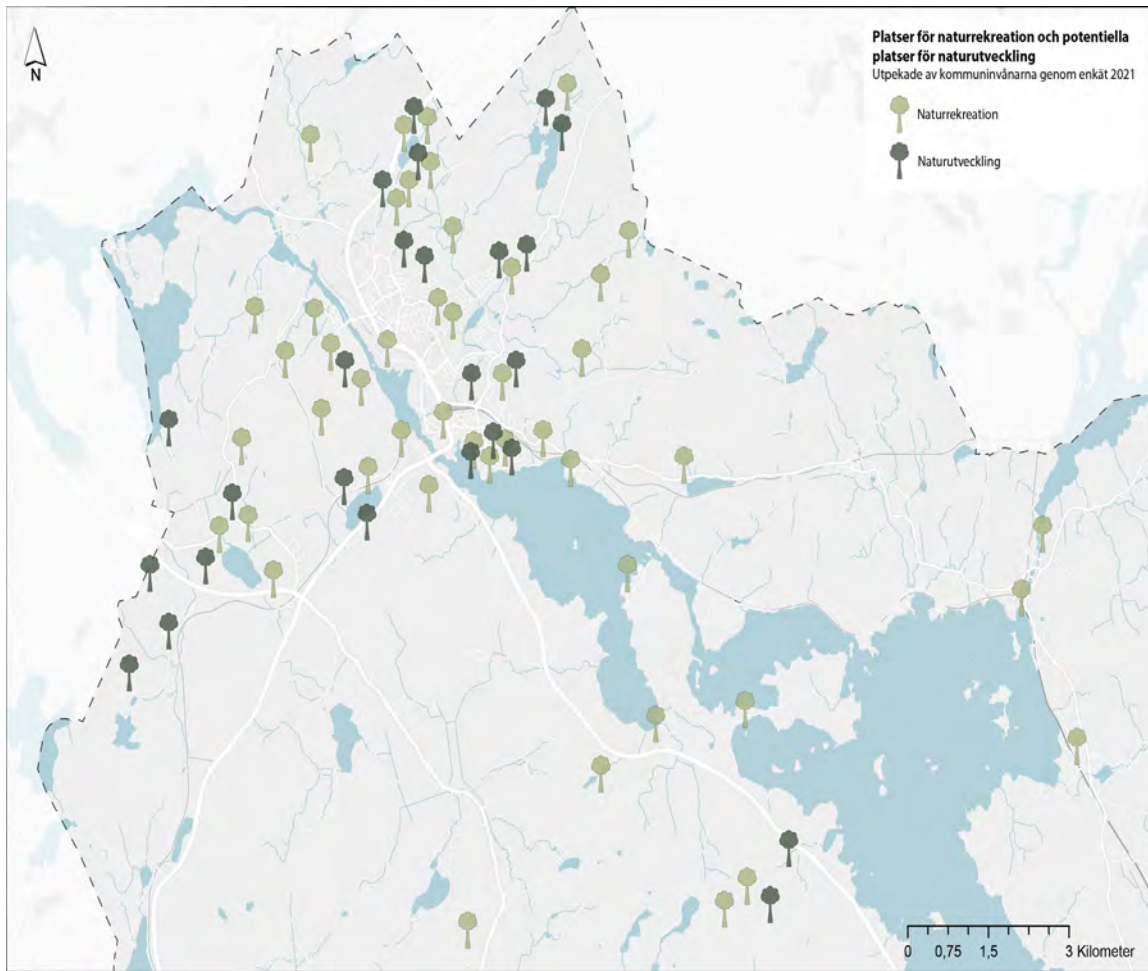 N
Platser för naturrekreation och potentiella
platser för naturutveckling
Utpekade av kommuninvånarna genom enkät 2021
Naturrekreation
Naturutveckling
0 0,75 1,5 3 Kilometer